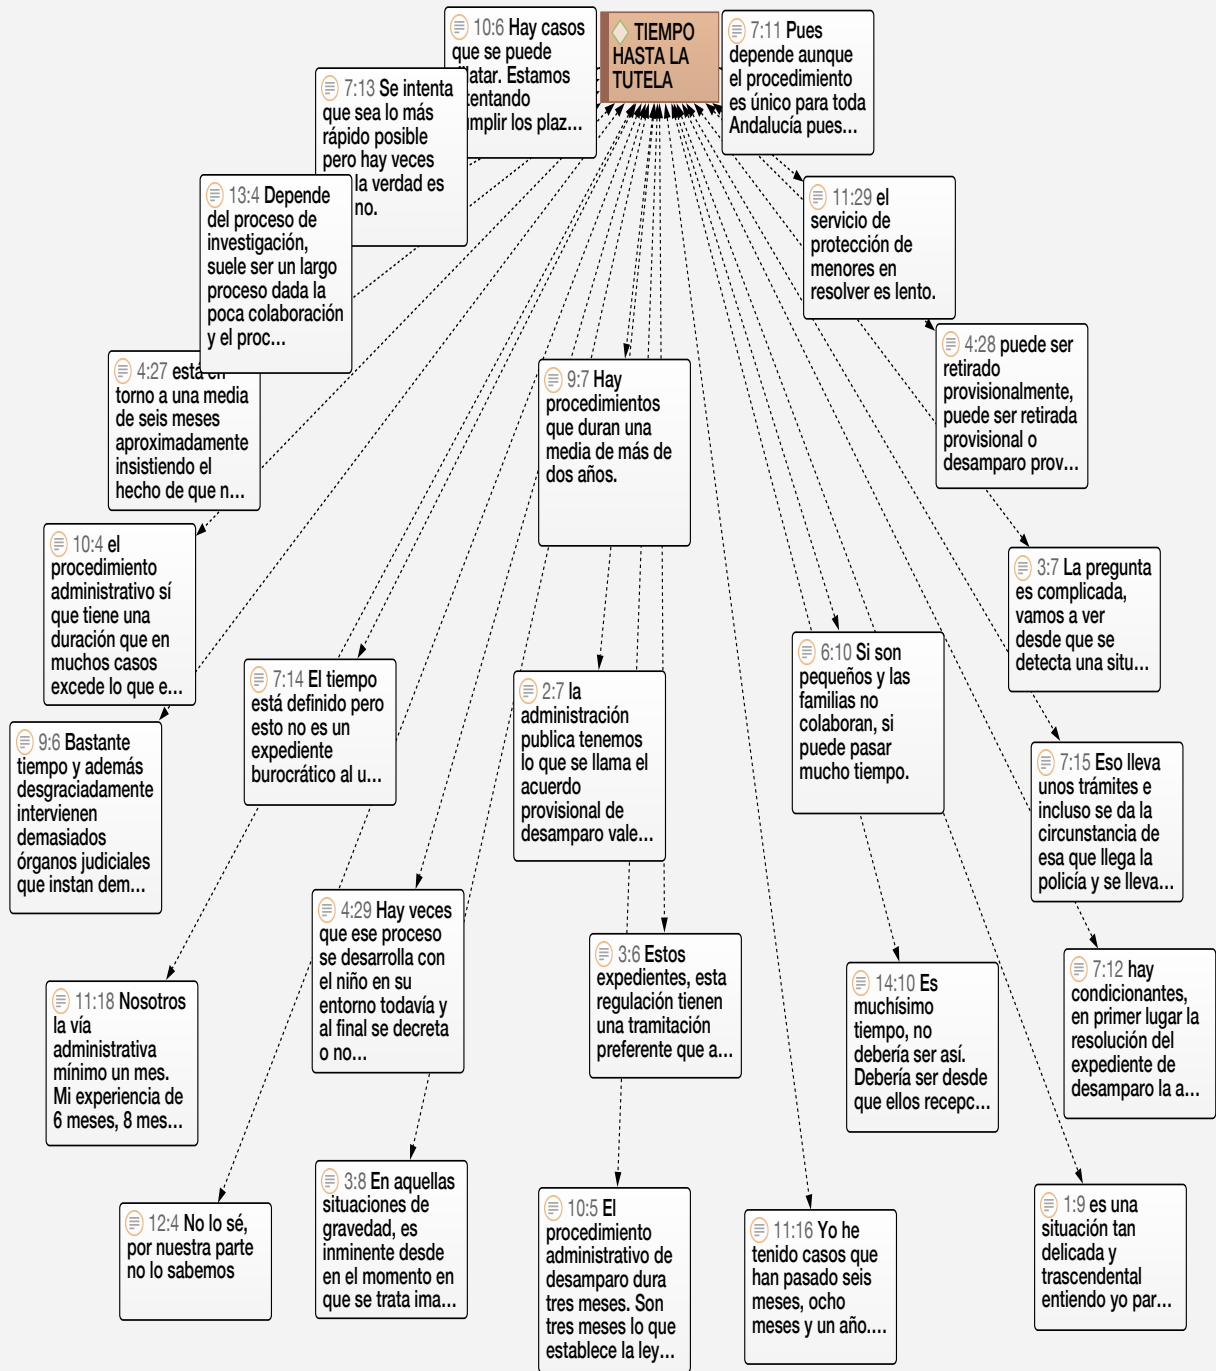 TIEMPO
HASTA LA
TUTELA
10:6 Hay casos
que se puede
latar. Estamos
tentando
mplir los plaz...
7:11 Pues
depende aunque
el procedimiento
es único para toda
Andalucía pues...
7:13 Se intenta
que sea lo más
rápido posible
pero hay veces
la verdad es
no.
13:4 Depende
del proceso de
investigación,
suele ser un largo
proceso dada la
poca colaboración
y el proc...
11:29 el
servicio de
protección de
menores en
resolver es lento.
4:28 puede ser
retirado
provisionalmente,
puede ser retirada
provisional o
desamparo prov...
4:27 está en
torno a una media
de seis meses
aproximadamente
insistiendo el
hecho de que n...
9:7 Hay
procedimientos
que duran una
media de más de
dos años.
10:4 el
procedimiento
administrativo sí
que tiene una
duración que en
muchos casos
excede lo que e...
3:7 La pregunta
es complicada,
vamos a ver
desde que se
detecta una situ...
7:14 El tiempo
está definido pero
esto no es un
expediente
burocrático al u...
2:7 la
administración
publica tenemos
lo que se llama el
acuerdo
provisional de
desamparo vale...
6:10 Si son
pequeños y las
familias no
colaboran, si
puede pasar
mucho tiempo.
9:6 Bastante
tiempo y además
desgraciadamente
intervienen
demasiados
órganos judiciales
que instan dem...
7:15 Eso lleva
unos trámites e
incluso se da la
circunstancia de
esa que llega la
policía y se lleva...
4:29 Hay veces
que ese proceso
se desarrolla con
el niño en su
entorno todavía y
al final se decreta
o no...
3:6 Estos
expedientes, esta
regulación tienen
una tramitación
preferente que a...
14:10 Es
muchísimo
tiempo, no
debería ser así.
Debería ser desde
que ellos recepc...
7:12 hay
condicionantes,
en primer lugar la
resolución del
expediente de
desamparo la a...
11:18 Nosotros
la vía
administrativa
mínimo un mes.
Mi experiencia de
6 meses, 8 mes...
12:4 No lo sé,
por nuestra parte
no lo sabemos
3:8 En aquellas
situaciones de
gravedad, es
inminente desde
en el momento en
que se trata ima...
10:5 El
procedimiento
administrativo de
desamparo dura
tres meses. Son
tres meses lo que
establece la ley...
11:16 Yo he
tenido casos que
han pasado seis
meses, ocho
meses y un año....
1:9 es una
situación tan
delicada y
trascendental
entiendo yo par...